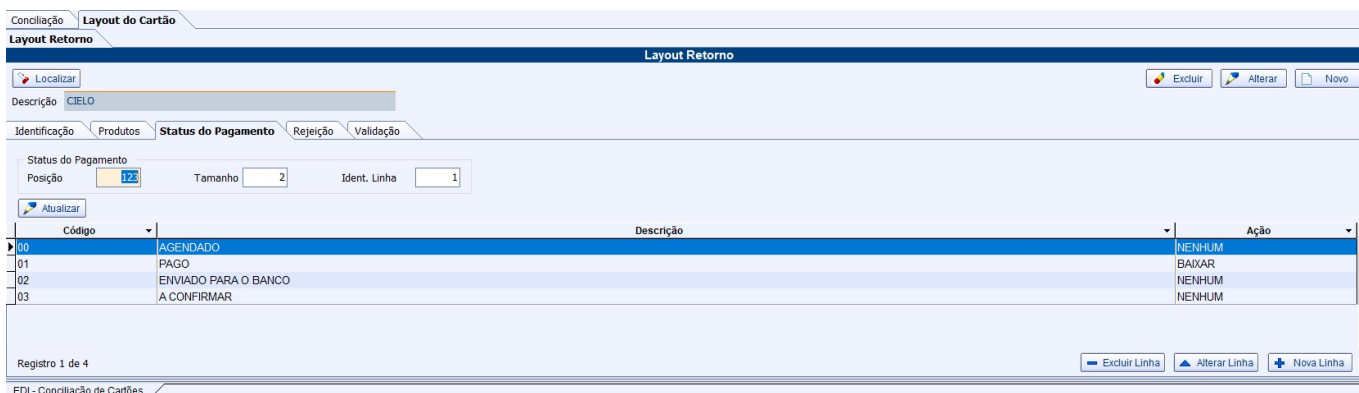 Conciliação Layout do Cartão
Layout Retorno
Layout Retorno
Localizar Excluir Alterar Novo
Descrição CIELO
Identificação Produtos Status do Pagamento Rejeição Validação
Status do Pagamento
Posição 123 Tamanho 2 Ident. Linha 1
Atualizar
Código Descrição Ação
00 AGENDADO NENHUM
01 PAGO BAIXAR
02 ENVIADO PARA O BANCO NENHUM
03 A CONFIRMAR NENHUM
Registro 1 de 4 Excluir Linha Alterar Linha Nova Linha
EDI - Conciliação de Cartões